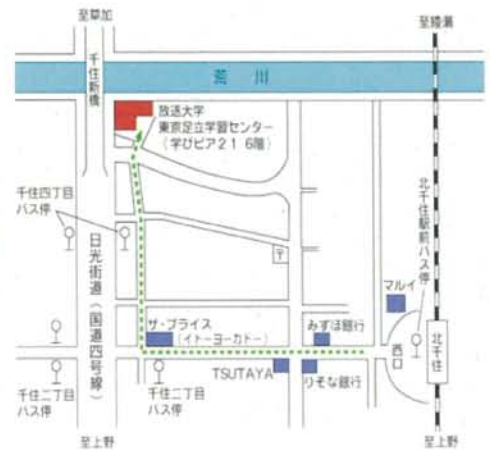 至草加
至綾瀬
千住新橋
荒川
放送大学
東京足立学習センター
(学びピア21 6階)
千住四丁目
バス停
日光街道(国道四号線)
北千住駅前バス停
〒
マルイ
ザ・プライス
(イトーヨーカドー)
みずほ銀行
西口
北千住
TSUTAYA
りそな銀行
千住二丁目
バス停
千住二丁目
バス停
至上野
至上野